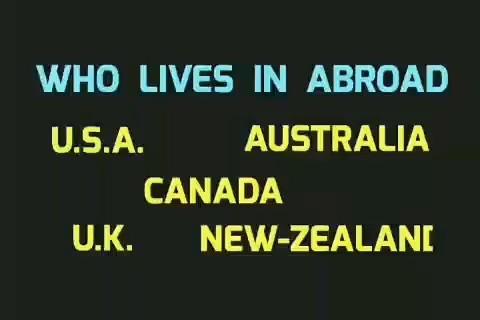 WHO LIVES IN ABROAD
U.S.A. AUSTRALIA
CANADA
U.K. NEW-ZEALAND